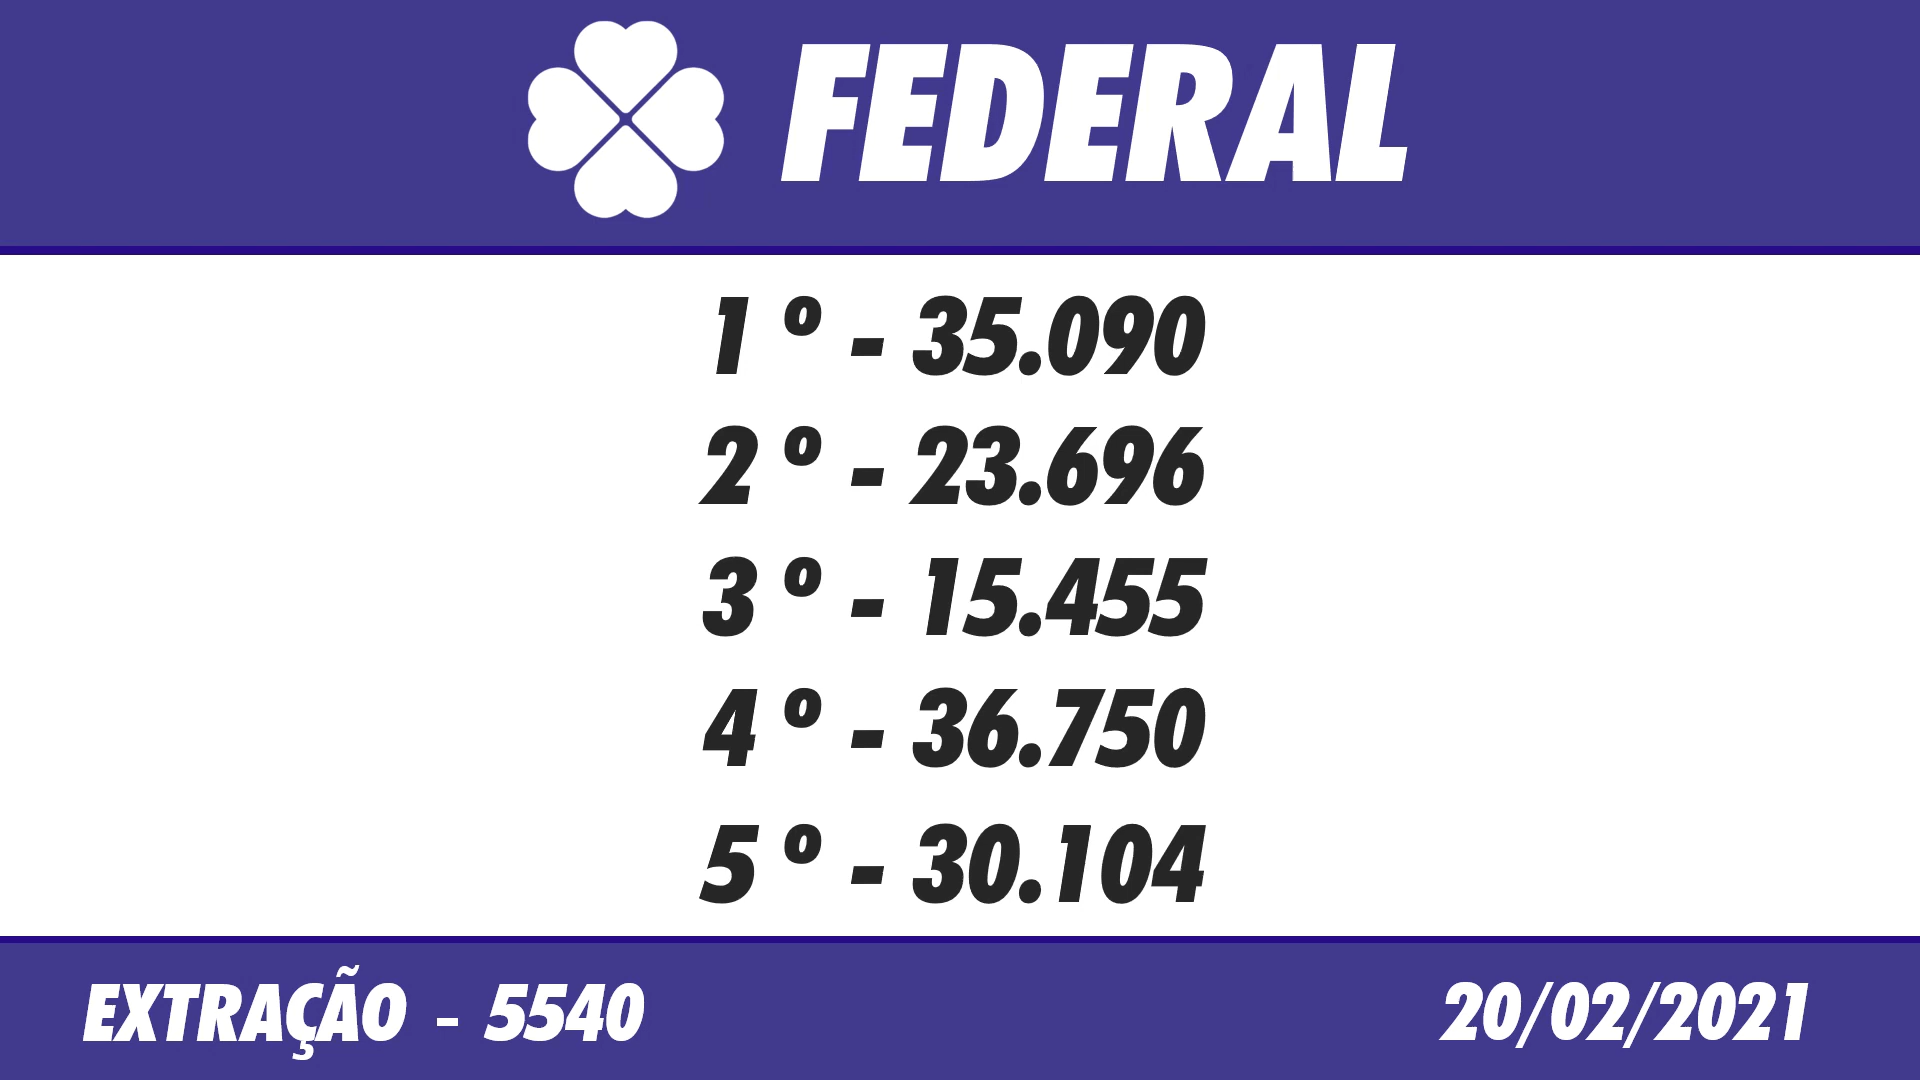 FEDERAL
1 º - 35.090
2 º - 23.696
3 º - 15.455
4 º - 36.750
5 º - 30.104
EXTRAÇÃO - 5540
20/02/2021